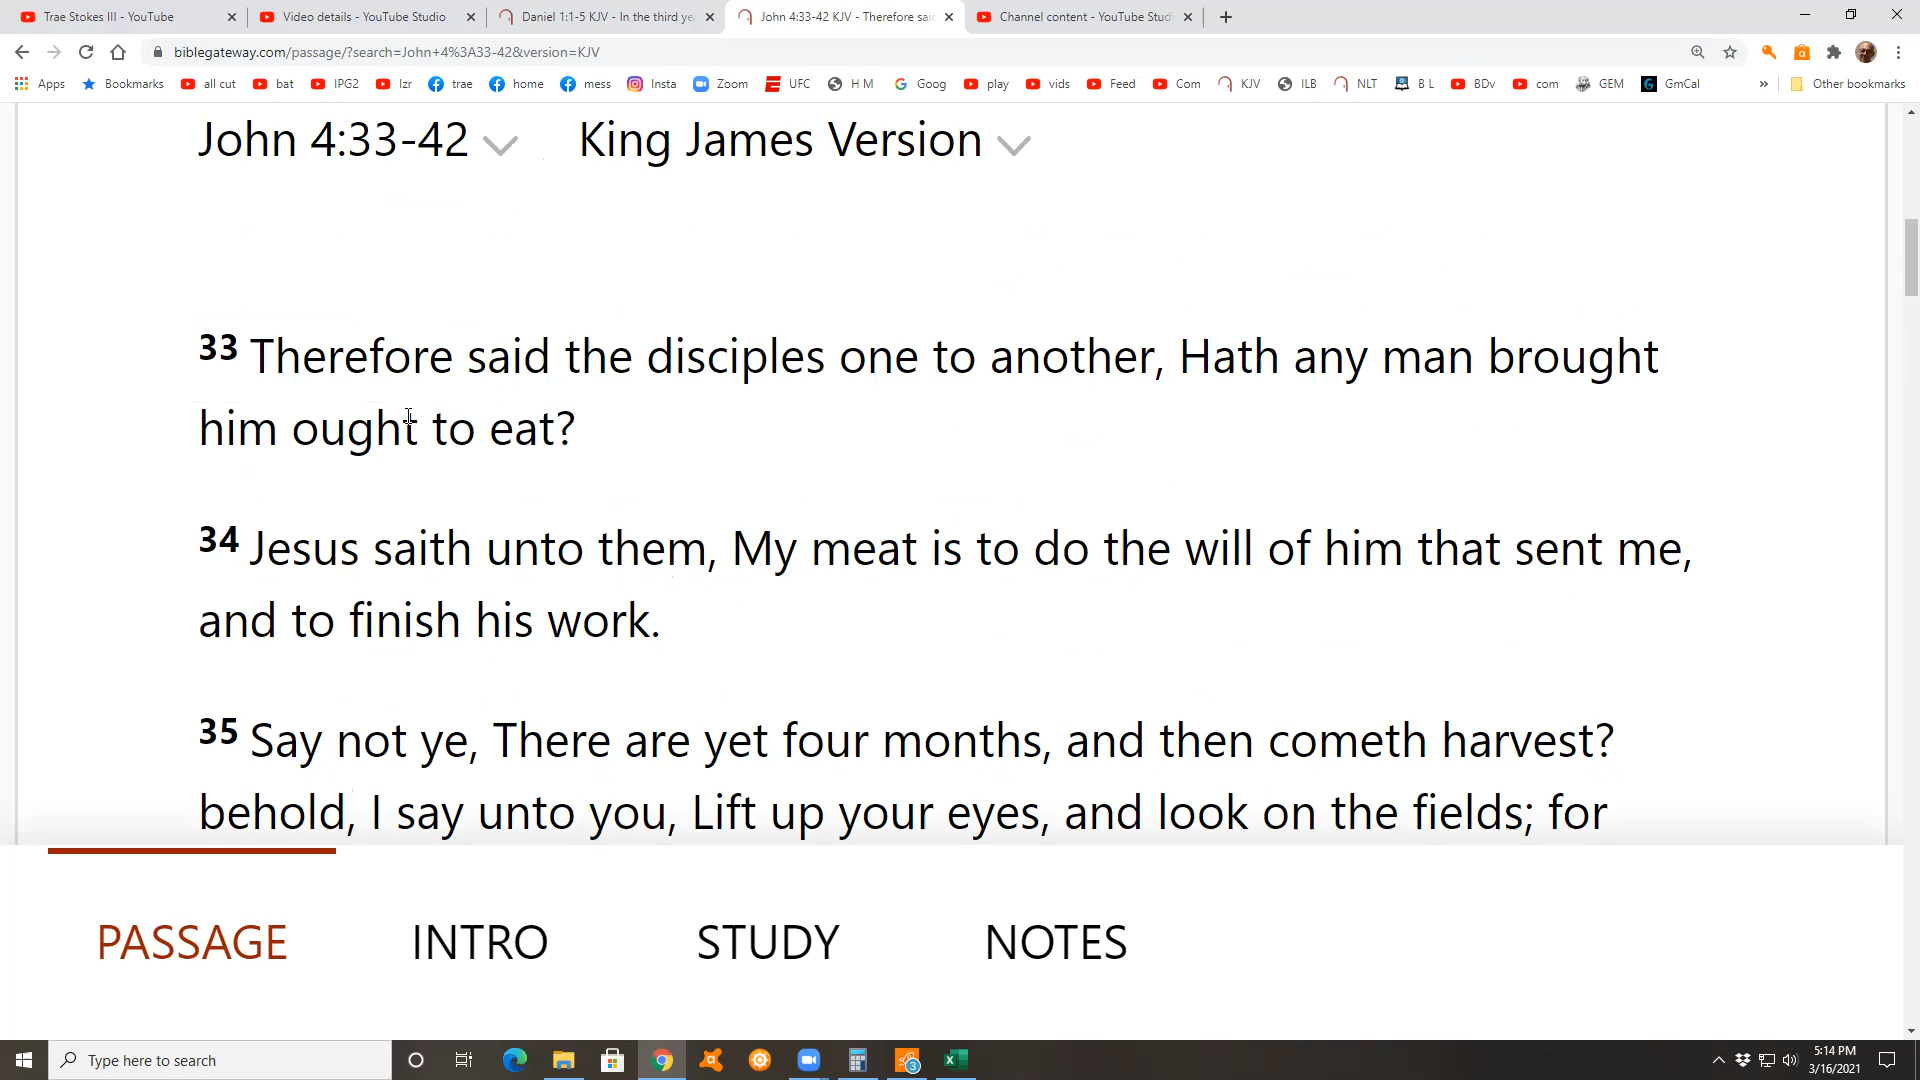 Trae Stokes III - YouTube
Video details - YouTube Studio
Daniel 1:1-5 KJV - In the third ye
John 4:33-42 KJV - Therefore sai
Channel content - YouTube Stud
biblegateway.com/passage/?search=John+4%3A33-42&version=KJV
Apps Bookmarks all cut bat IPG2 lzr trae home mess Insta Zoom UFC H M Goog play vids Feed Com KJV ILB NLT B L BDv com GEM GmCal » Other bookmarks
John 4:33-42 King James Version
33 Therefore said the disciples one to another, Hath any man brought
him ought to eat?
34 Jesus saith unto them, My meat is to do the will of him that sent me,
and to finish his work.
35 Say not ye, There are yet four months, and then cometh harvest?
behold, I say unto you, Lift up your eyes, and look on the fields; for
PASSAGE INTRO STUDY NOTES
Type here to search
3
5:14 PM
3/16/2021